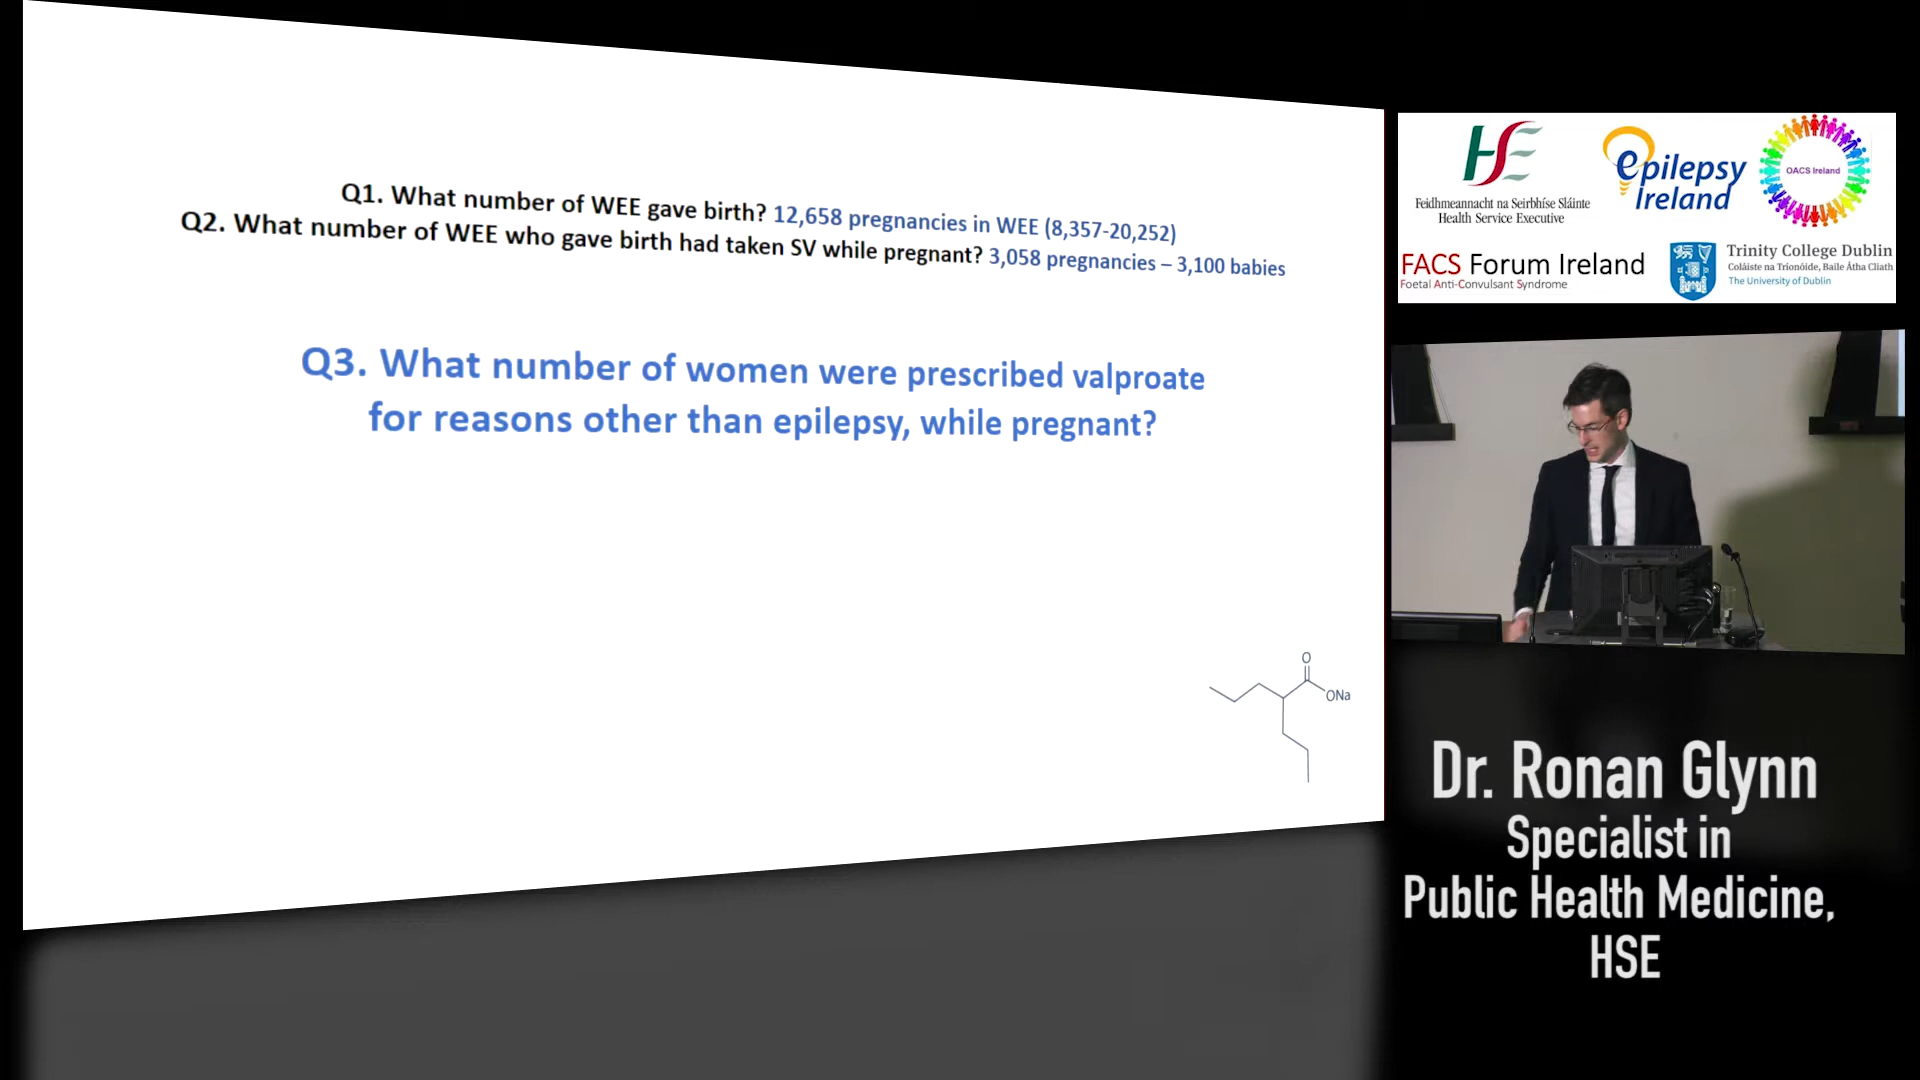 Q1. What number of WEE gave birth? 12,658 pregnancies in WEE (8,357-20,252)
Q2. What number of WEE who gave birth had taken SV while pregnant? 3,058 pregnancies – 3,100 babies
Q3. What number of women were prescribed valproate
for reasons other than epilepsy, while pregnant?
O
ONa
HSE
Feidhmeannacht na Seirbhíse Sláinte
Health Service Executive
epilepsy
Ireland
OACS Ireland
FACS Forum Ireland
Foetal Anti-Convulsant Syndrome
Trinity College Dublin
Coláiste na Tríonóide, Baile Átha Cliath
The University of Dublin
Dr. Ronan Glynn
Specialist in
Public Health Medicine,
HSE